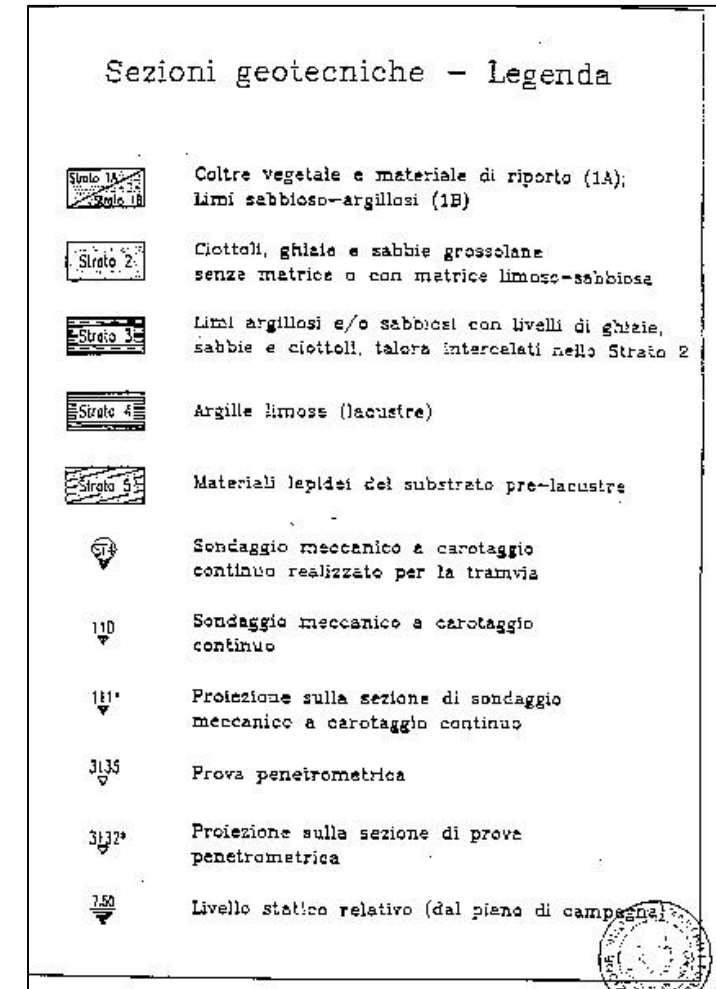 Sezioni geotecniche – Legenda
Strato 1A
Strato 1B
Coltre vegetale e materiale di riporto (1A);
Limi sabbioso-argillosi (1B)
Strato 2
Ciottoli, ghiaie e sabbie grossolane
senza matrice o con matrice limoso-sabbiosa
Strato 3
Limi argillosi e/o sabbiosi con livelli di ghiaie,
sabbie e ciottoli, talora intercalati nello Strato 2
Strato 4
Argille limose (lacustre)
Strato 5
Materiali lapidei del substrato pre-lacustre
Sondaggio meccanico a carotaggio
continuo realizzato per la tramvia
110
Sondaggio meccanico a carotaggio
continuo
181*
Proiezione sulla sezione di sondaggio
meccanico a carotaggio continuo
Prova penetrometrica
Proiezione sulla sezione di prova
penetrometrica
7.50
Livello statico relativo (dal piano di campagna)